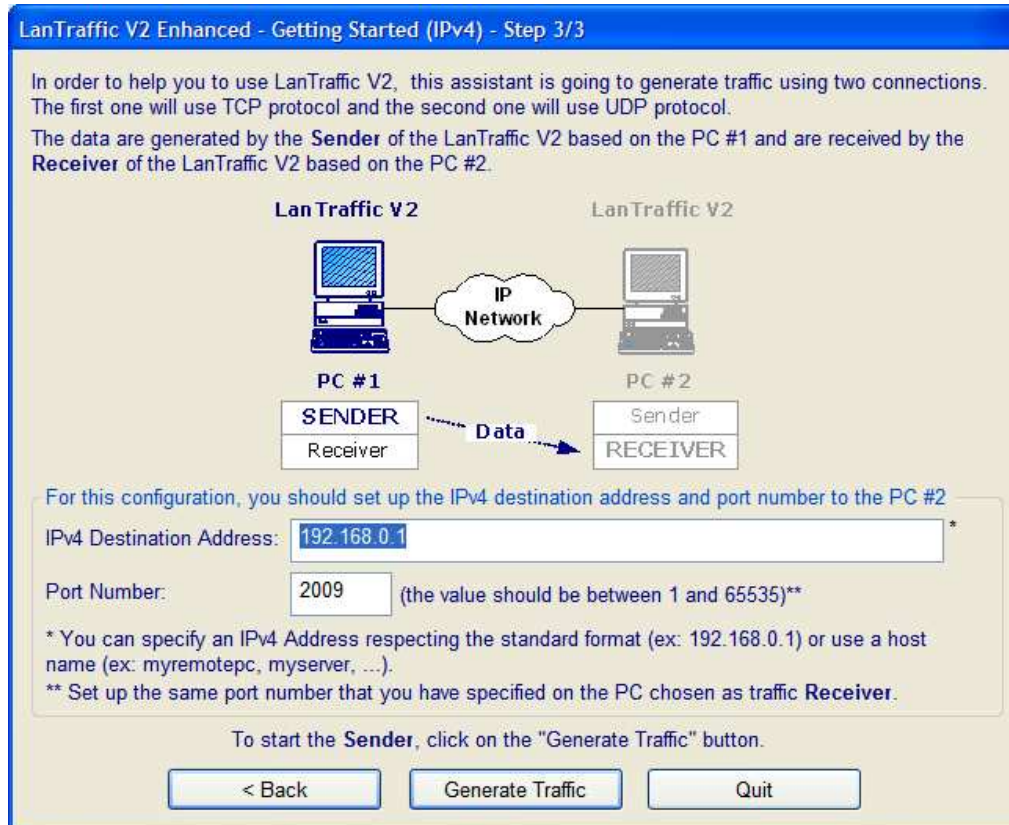 LanTraffic V2 Enhanced - Getting Started (IPv4) - Step 3/3
In order to help you to use LanTraffic V2, this assistant is going to generate traffic using two connections.
The first one will use TCP protocol and the second one will use UDP protocol.
The data are generated by the Sender of the LanTraffic V2 based on the PC #1 and are received by the
Receiver of the LanTraffic V2 based on the PC #2.
LanTraffic V2
LanTraffic V2
IP
Network
PC #1
PC #2
SENDER
Receiver
Data
Sender
RECEIVER
For this configuration, you should set up the IPv4 destination address and port number to the PC #2
IPv4 Destination Address: 192.168.0.1 *
Port Number: 2009 (the value should be between 1 and 65535)**
* You can specify an IPv4 Address respecting the standard format (ex: 192.168.0.1) or use a host
name (ex: myremotepc, myserver, ...).
** Set up the same port number that you have specified on the PC chosen as traffic Receiver.
To start the Sender, click on the "Generate Traffic" button.
< Back
Generate Traffic
Quit